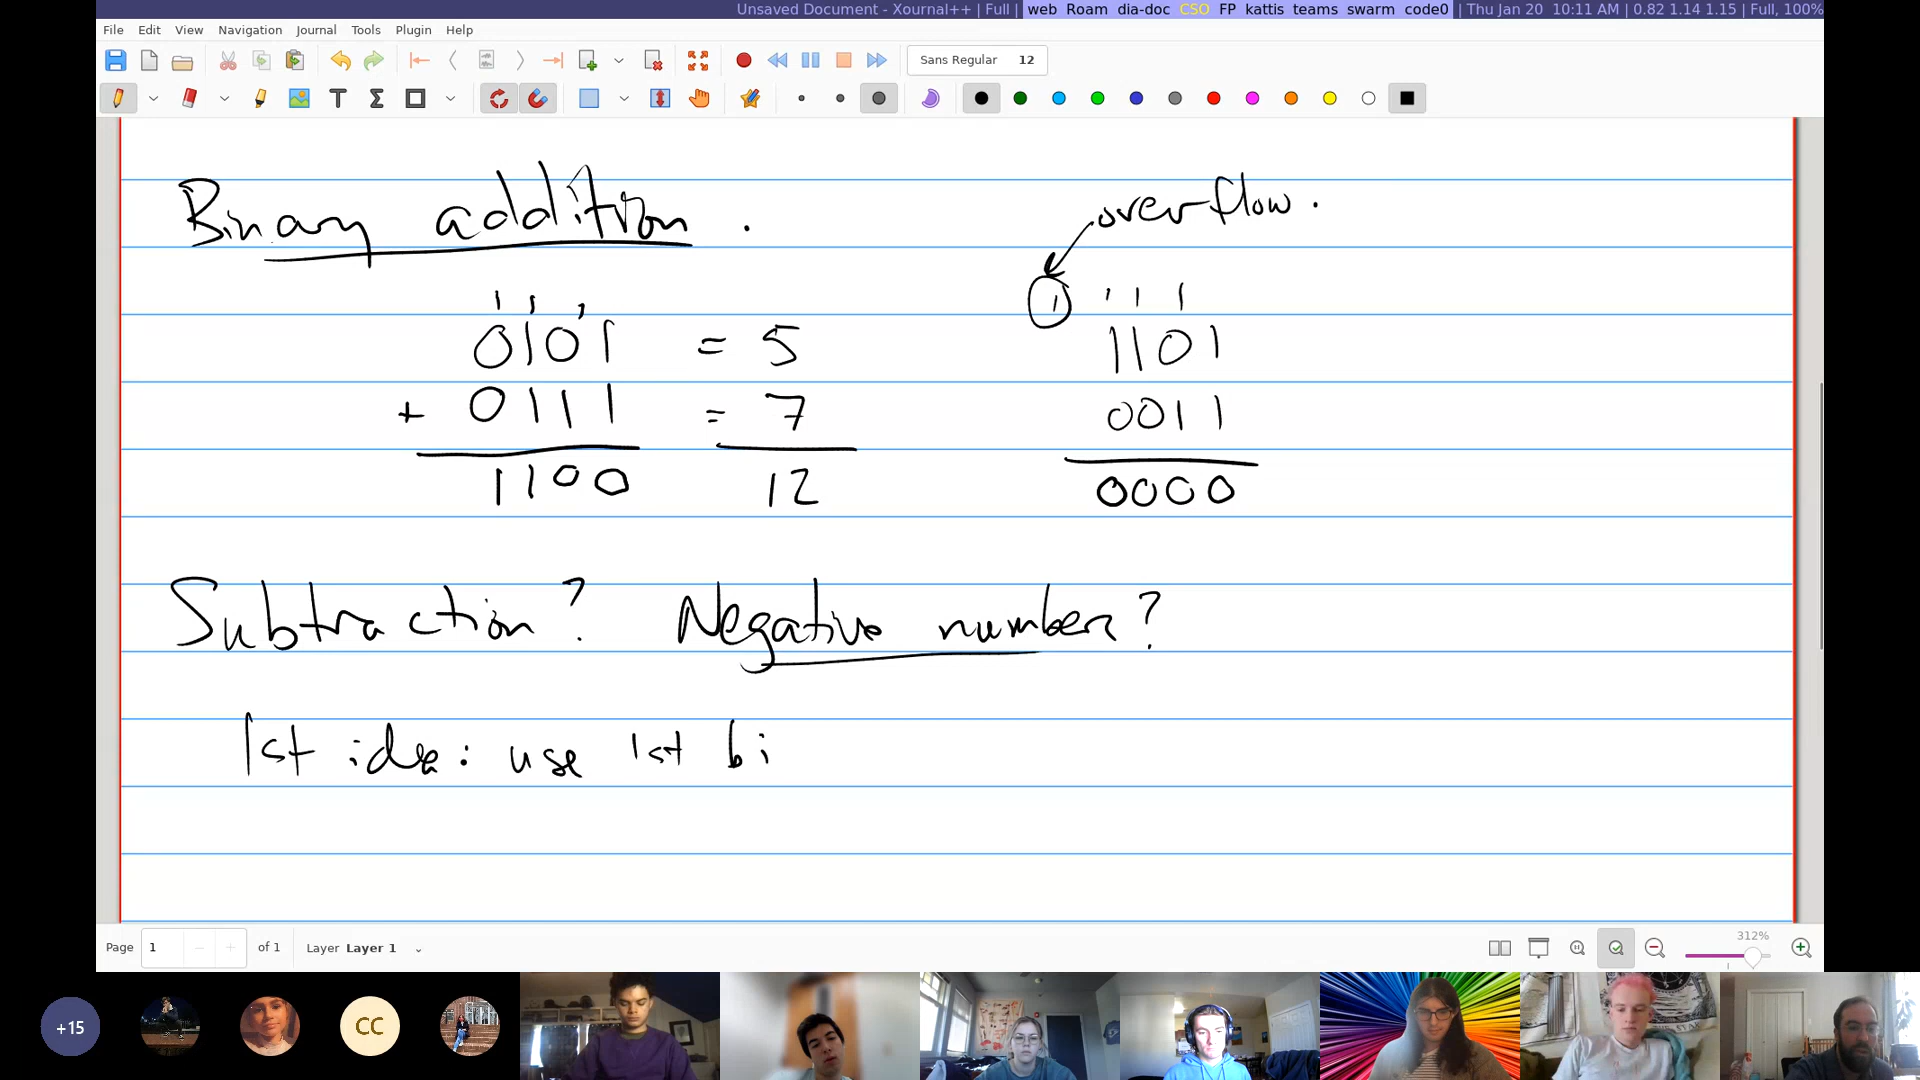 Unsaved Document - Xournal++ | Full | web Roam dia-doc CSO FP kattis teams swarm code0 | Thu Jan 20 10:11 AM | 0.82 1.14 1.15 | Full, 100%
File Edit View Navigation Journal Tools Plugin Help
Sans Regular 12
Binary addition.
overflow.
1 1 1
1 1 1 1
0101 = 5
1101
+ 0111 = 7
0011
1100 12
0000
Subtraction? Negative numbers?
1st idea: use 1st bi
312%
Page 1 of 1 Layer Layer 1
+15
CC